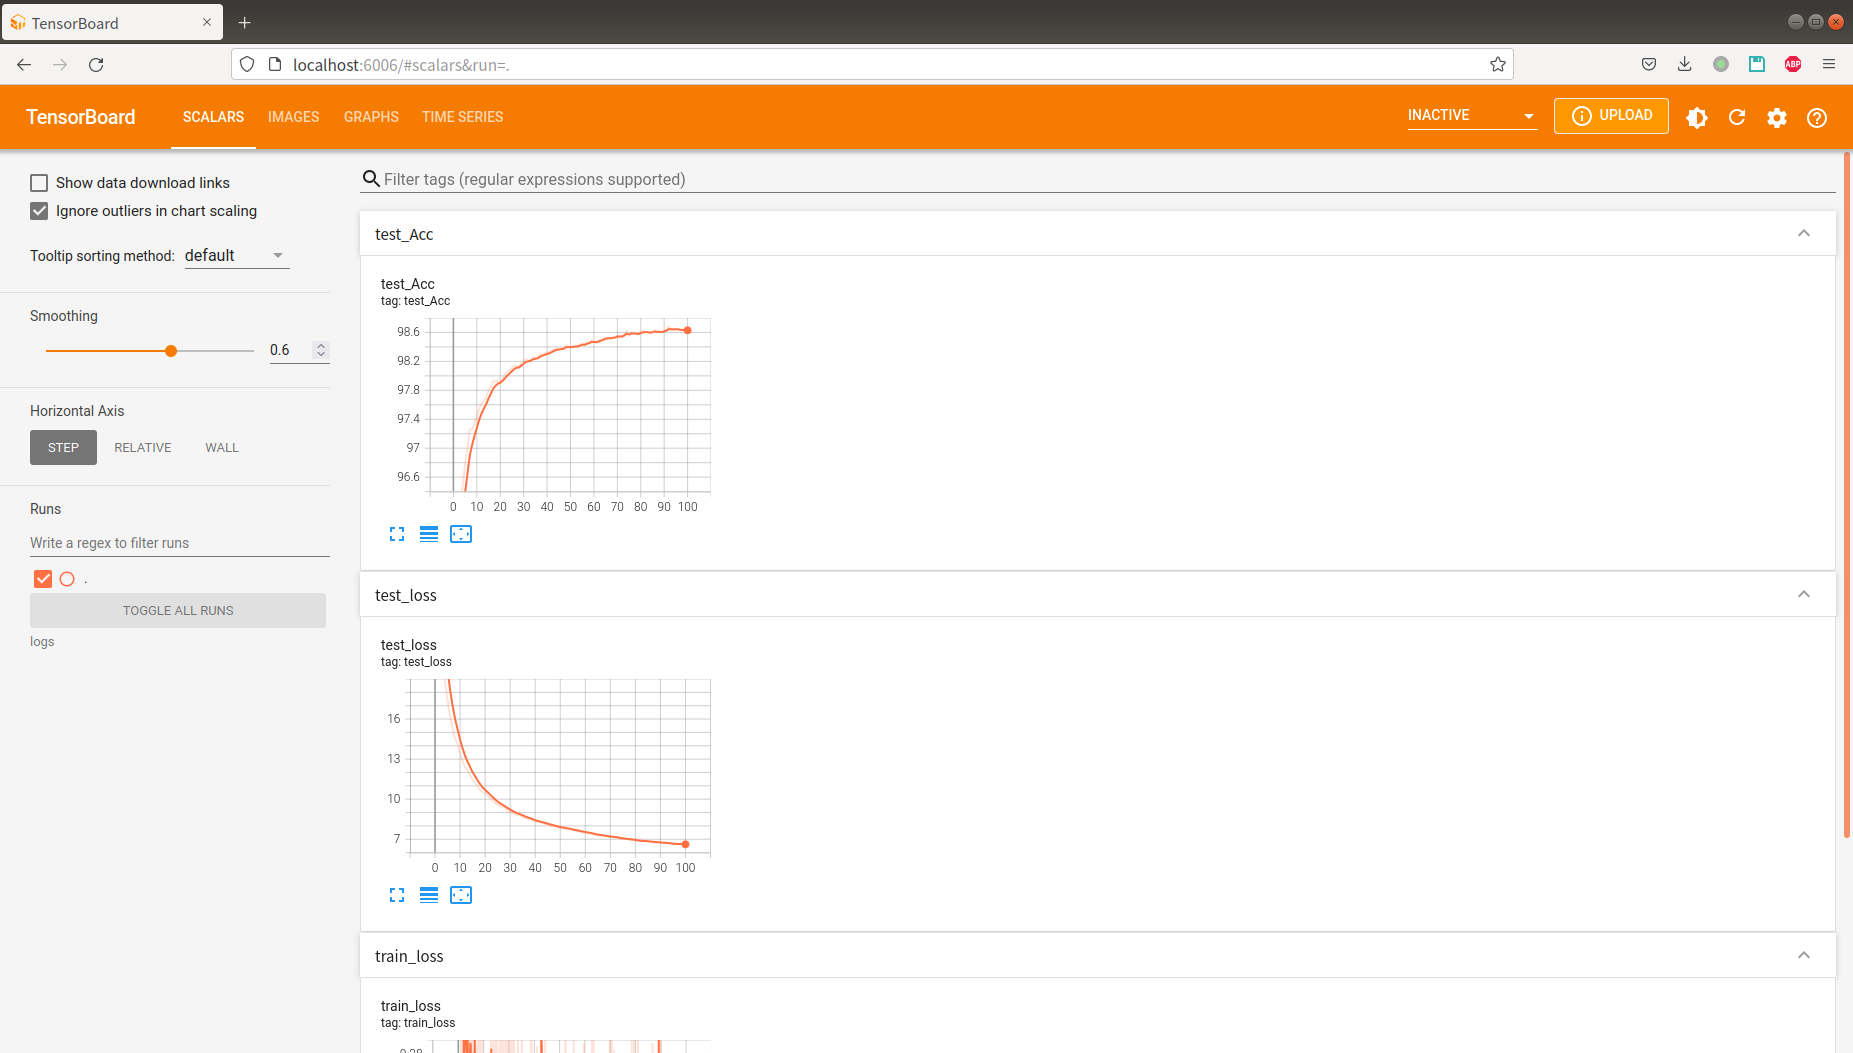 TensorBoard
localhost:6006/#scalars&run=.
ABP
TensorBoard
SCALARS
IMAGES
GRAPHS
TIME SERIES
INACTIVE
UPLOAD
Show data download links
Ignore outliers in chart scaling
Tooltip sorting method: default
Smoothing
0.6
Horizontal Axis
STEP
RELATIVE
WALL
Runs
Write a regex to filter runs
.
TOGGLE ALL RUNS
logs
Filter tags (regular expressions supported)
test_Acc
test_Acc
tag: test_Acc
98.6
98.2
97.8
97.4
97
96.6
0 10 20 30 40 50 60 70 80 90 100
test_loss
test_loss
tag: test_loss
16
13
10
7
0 10 20 30 40 50 60 70 80 90 100
train_loss
train_loss
tag: train_loss